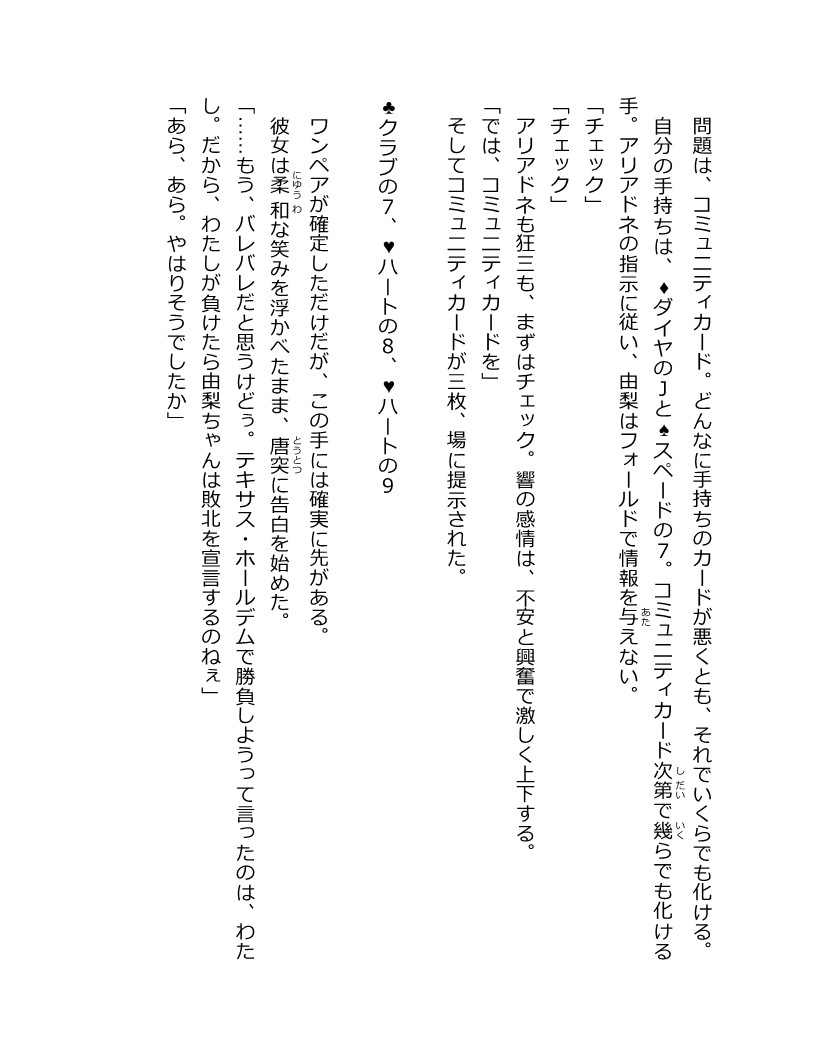 問題は、コミュニティカード。どんなに手持ちのカードが悪くとも、それでいくらでも化ける。
自分の手持ちは、♦ダイヤのJと♠スペードの7。コミュニティカード次第で幾らでも化ける
手。アリアドネの指示に従い、由梨はフォールドで情報を与えない。
「チェック」
「チェック」
アリアドネも狂三も、まずはチェック。響の感情は、不安と興奮で激しく上下する。
「では、コミュニティカードを」
そしてコミュニティカードが三枚、場に提示された。
♣クラブの7、♥ハートの8、♥ハートの9
ワンペアが確定しただけだが、この手には確実に先がある。
彼女は柔和な笑みを浮かべたまま、唐突に告白を始めた。
「……もう、バレバレだと思うけどぅ。テキサス・ホールデムで勝負しようって言ったのは、わた
し。だから、わたしが負けたら由梨ちゃんは敗北を宣言するのねぇ」
「あら、あら。やはりそうでしたか」